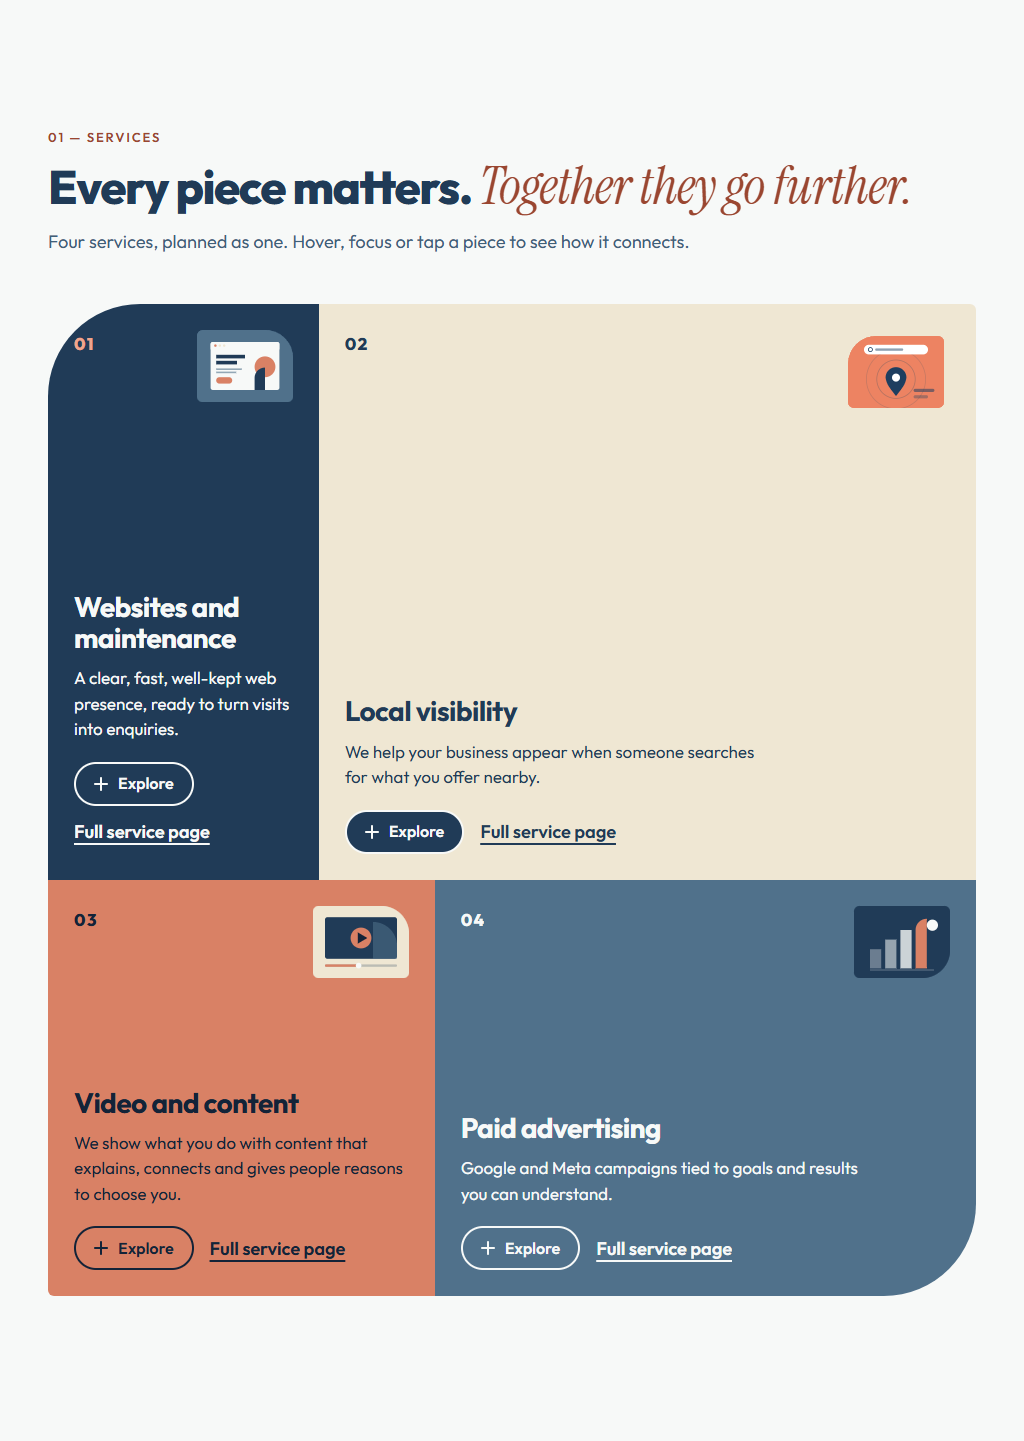 01 — SERVICES
Every piece matters. Together they go further.
Four services, planned as one. Hover, focus or tap a piece to see how it connects.
01
Websites and
maintenance
A clear, fast, well-kept web
presence, ready to turn visits
into enquiries.
+ Explore
Full service page
02
Local visibility
We help your business appear when someone searches
for what you offer nearby.
+ Explore Full service page
03
Video and content
We show what you do with content that
explains, connects and gives people reasons
to choose you.
+ Explore Full service page
04
Paid advertising
Google and Meta campaigns tied to goals and results
you can understand.
+ Explore Full service page